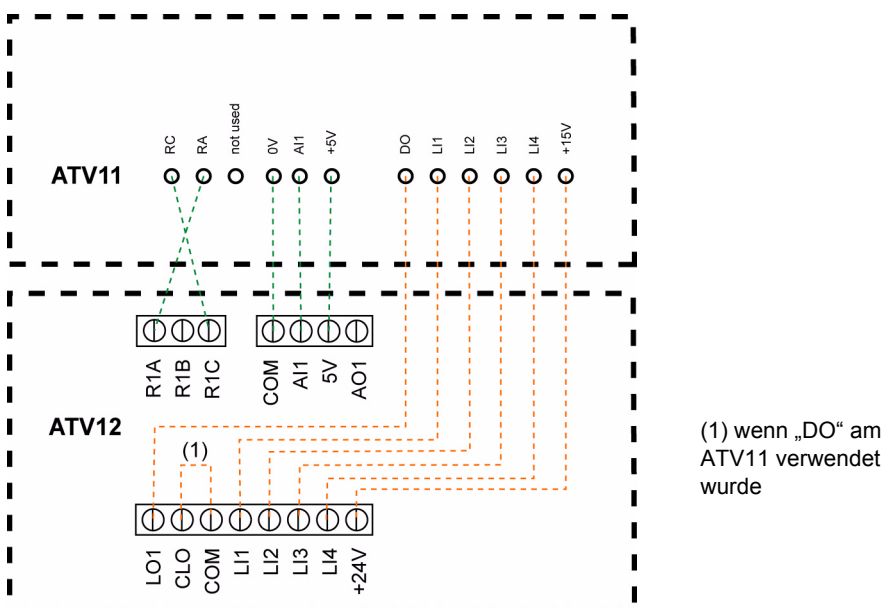 RC RA not used 0V AI1 +5V DO LI1 LI2 LI3 LI4 +15V
ATV11
R1A R1B R1C COM AI1 5V AO1
ATV12
(1)
LO1 CLO COM LI1 LI2 LI3 LI4 +24V
(1) wenn „DO“ am
ATV11 verwendet
wurde